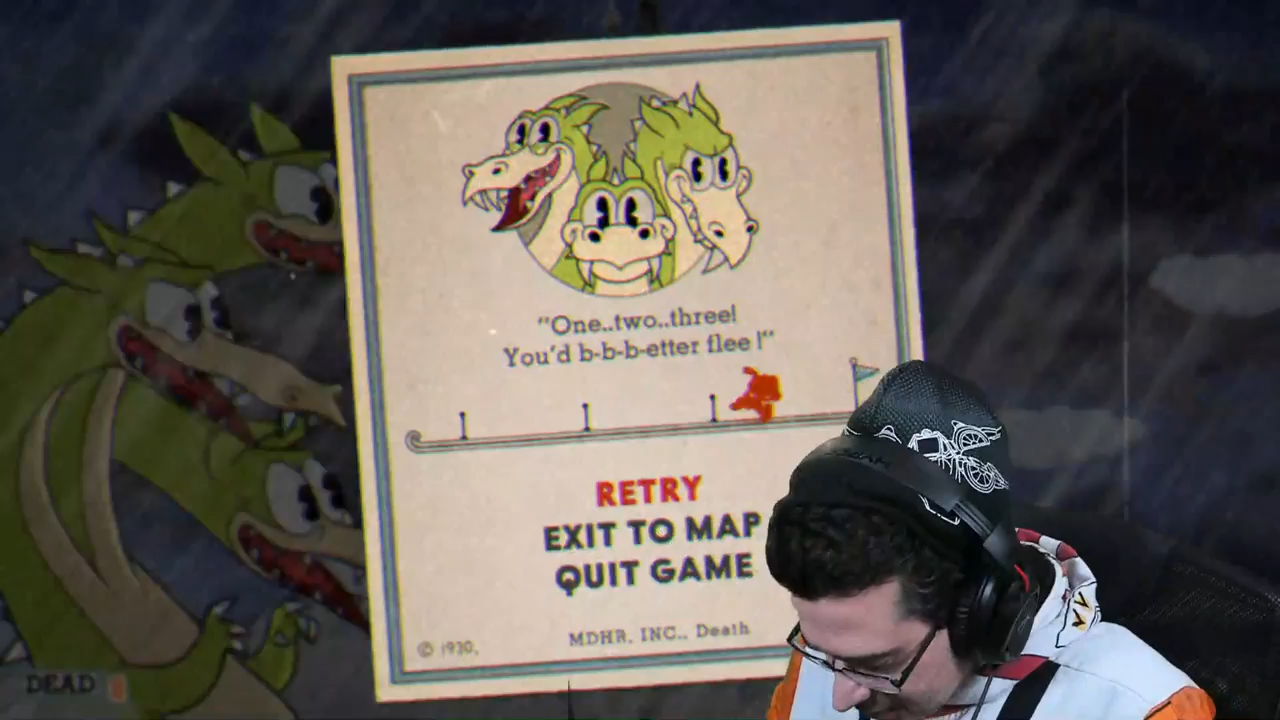 "One..two..three!
You'd b-b-b-etter flee!"
RETRY
EXIT TO MAP
QUIT GAME
© 1930, MDHR, INC., Death
DEAD